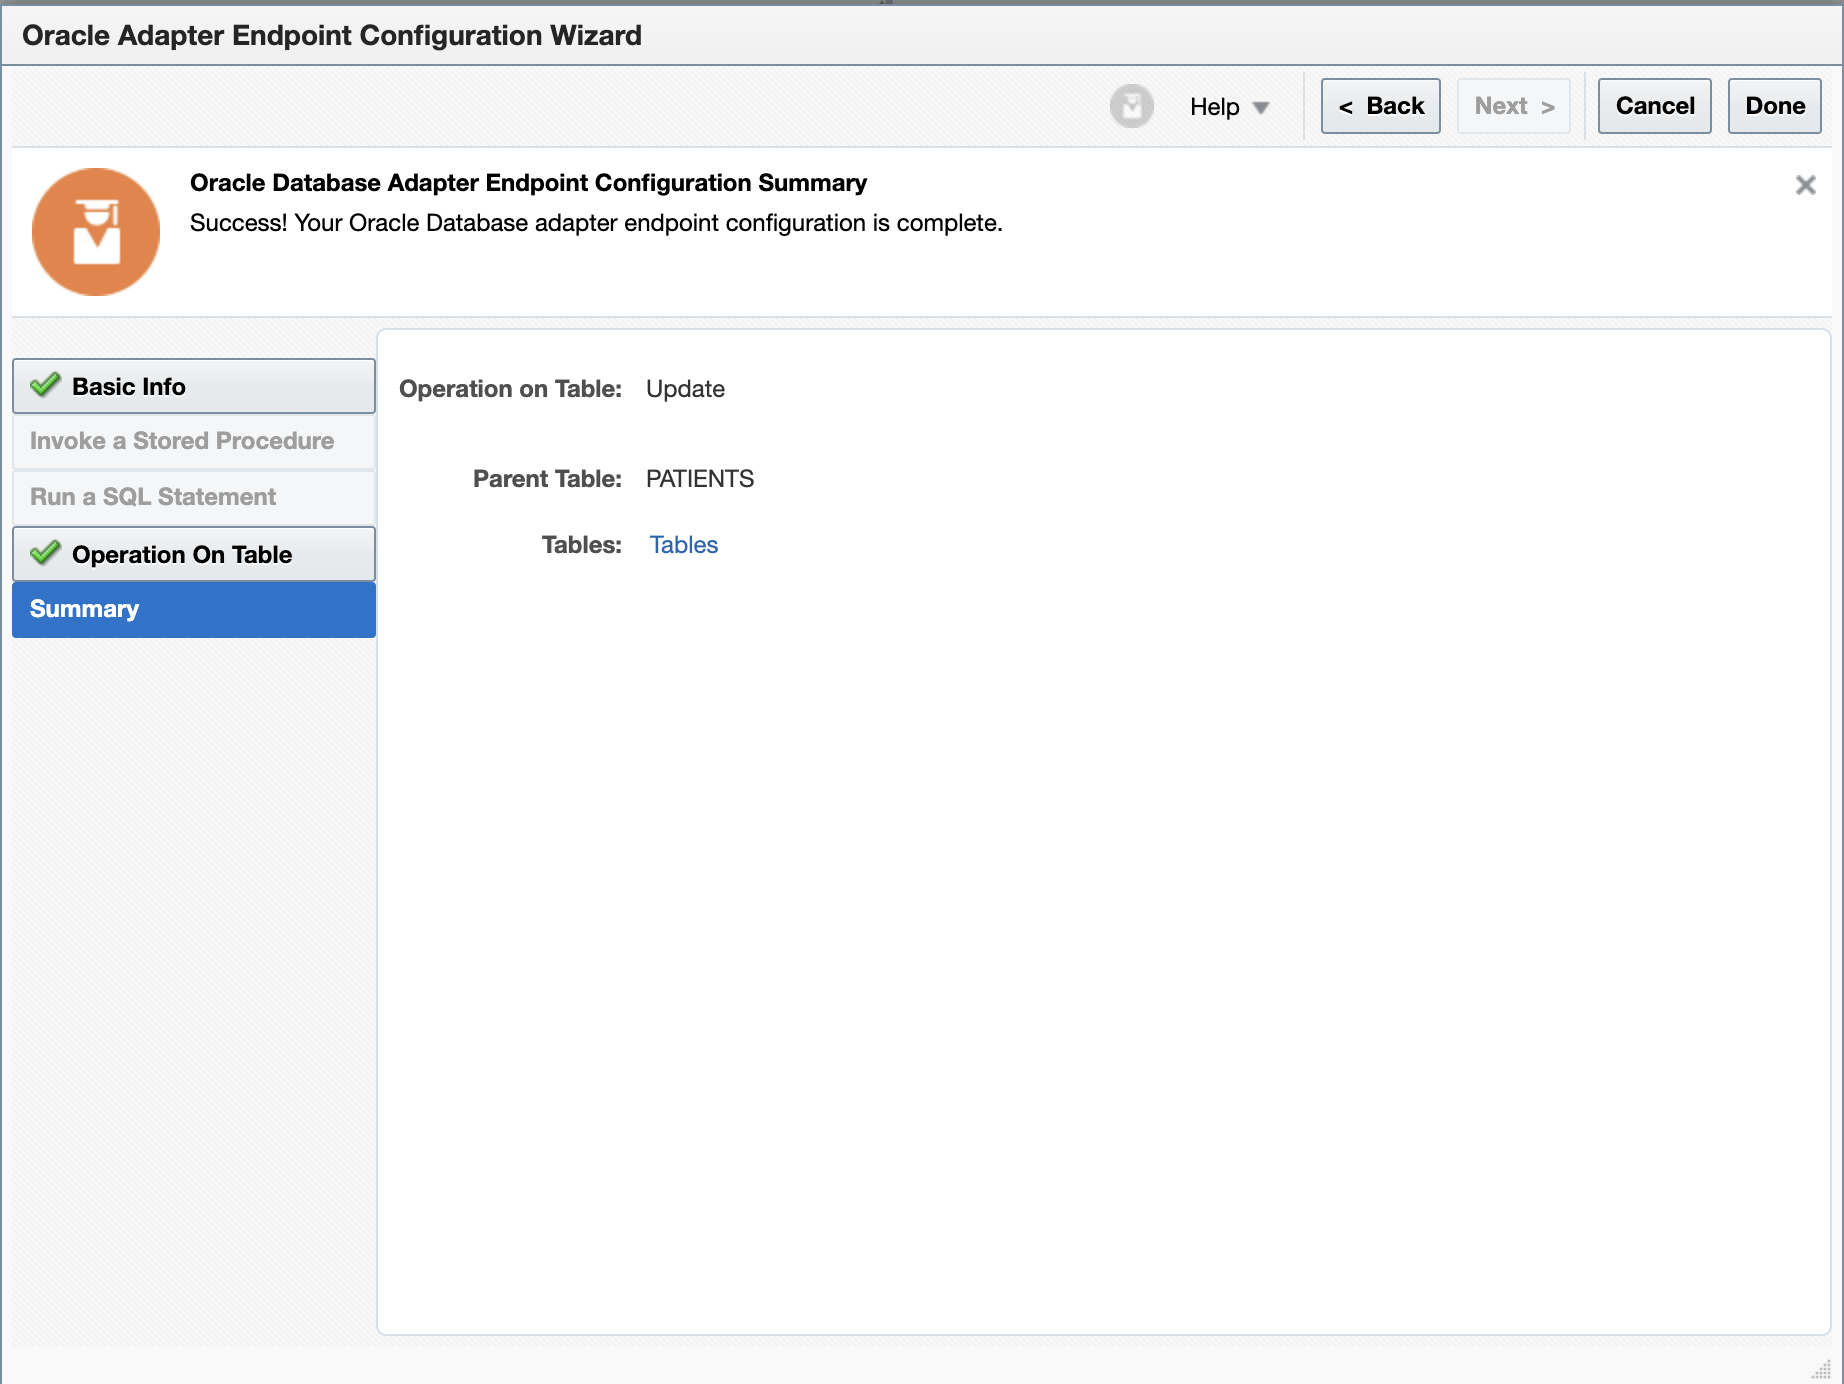 Oracle Adapter Endpoint Configuration Wizard
Help
< Back
Next >
Cancel
Done
Oracle Database Adapter Endpoint Configuration Summary
Success! Your Oracle Database adapter endpoint configuration is complete.
Basic Info
Invoke a Stored Procedure
Run a SQL Statement
Operation On Table
Summary
Operation on Table: Update
Parent Table: PATIENTS
Tables: Tables